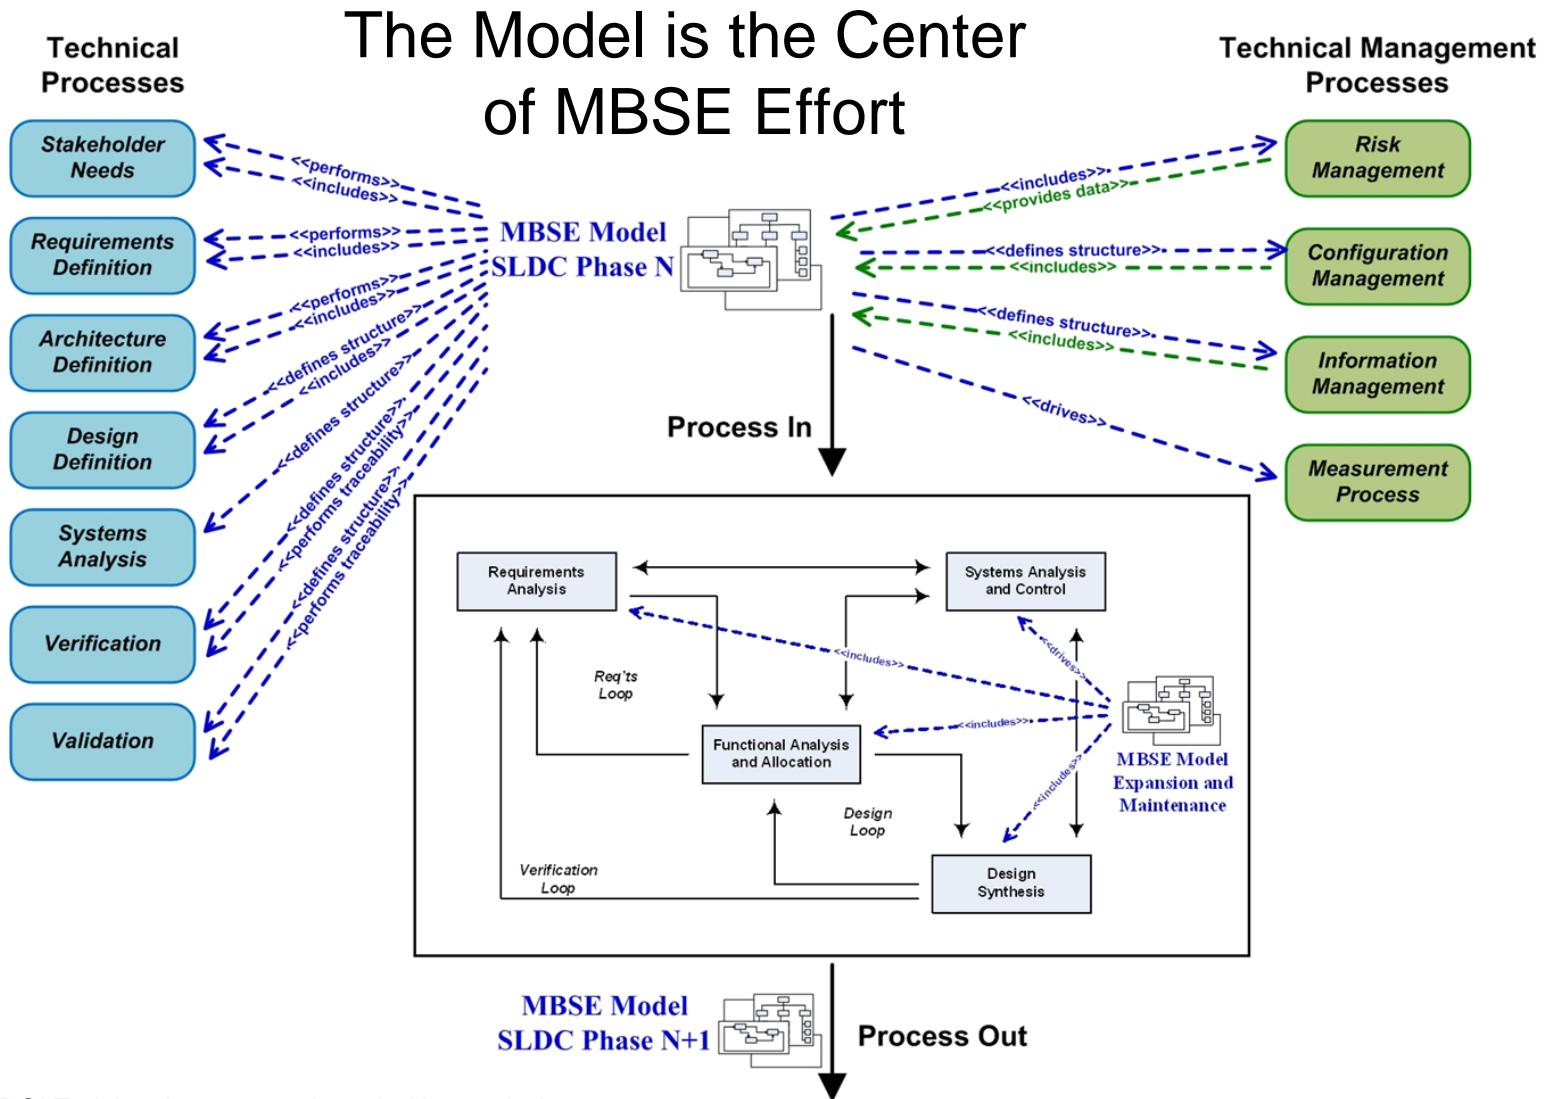 The Model is the Center
of MBSE Effort
Technical
Processes
Stakeholder
Needs
Requirements
Definition
Architecture
Definition
Design
Definition
Systems
Analysis
Verification
Validation
<<performs>>
<<includes>>
<<performs>>
<<includes>>
<<performs>>
<<includes>>
<<defines structure>>
<<includes>>
<<defines structure>>
<<defines structure>>
<<performs traceability>>
<<defines structure>>
<<performs traceability>>
MBSE Model
SLDC Phase N
Technical Management
Processes
Risk
Management
Configuration
Management
Information
Management
Measurement
Process
<<includes>>
<<provides data>>
<<defines structure>>
<<includes>>
<<defines structure>>
<<includes>>
<<drives>>
Process In
Requirements
Analysis
Systems Analysis
and Control
<<includes>>
<<drives>>
Req'ts
Loop
Functional Analysis
and Allocation
<<includes>>
<<includes>>
MBSE Model
Expansion and
Maintenance
Design
Loop
Verification
Loop
Design
Synthesis
MBSE Model
SLDC Phase N+1
Process Out